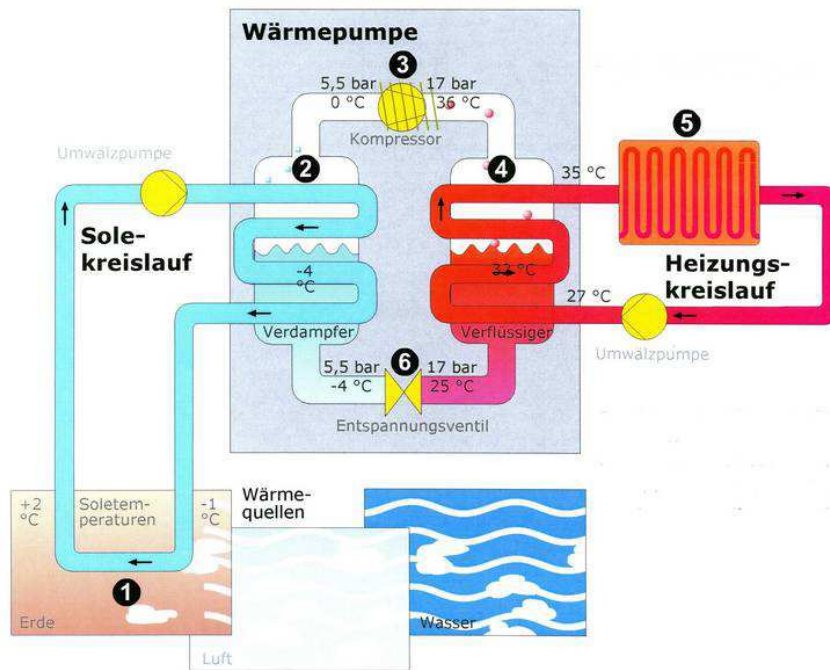 Wärmepumpe
3
5,5 bar
17 bar
0 °C
36 °C
Kompressor
Umwälzpumpe
2
4
5
35 °C
Sole-
kreislauf
-4
°C
33 °C
Heizungs-
kreislauf
27 °C
Verdampfer
Verflüssiger
Umwälzpumpe
6
5,5 bar
17 bar
-4 °C
25 °C
Entspannungsventil
+2
°C
Soletem-
peraturen
-1
°C
Wärme-
quellen
1
Erde
Luft
Wasser